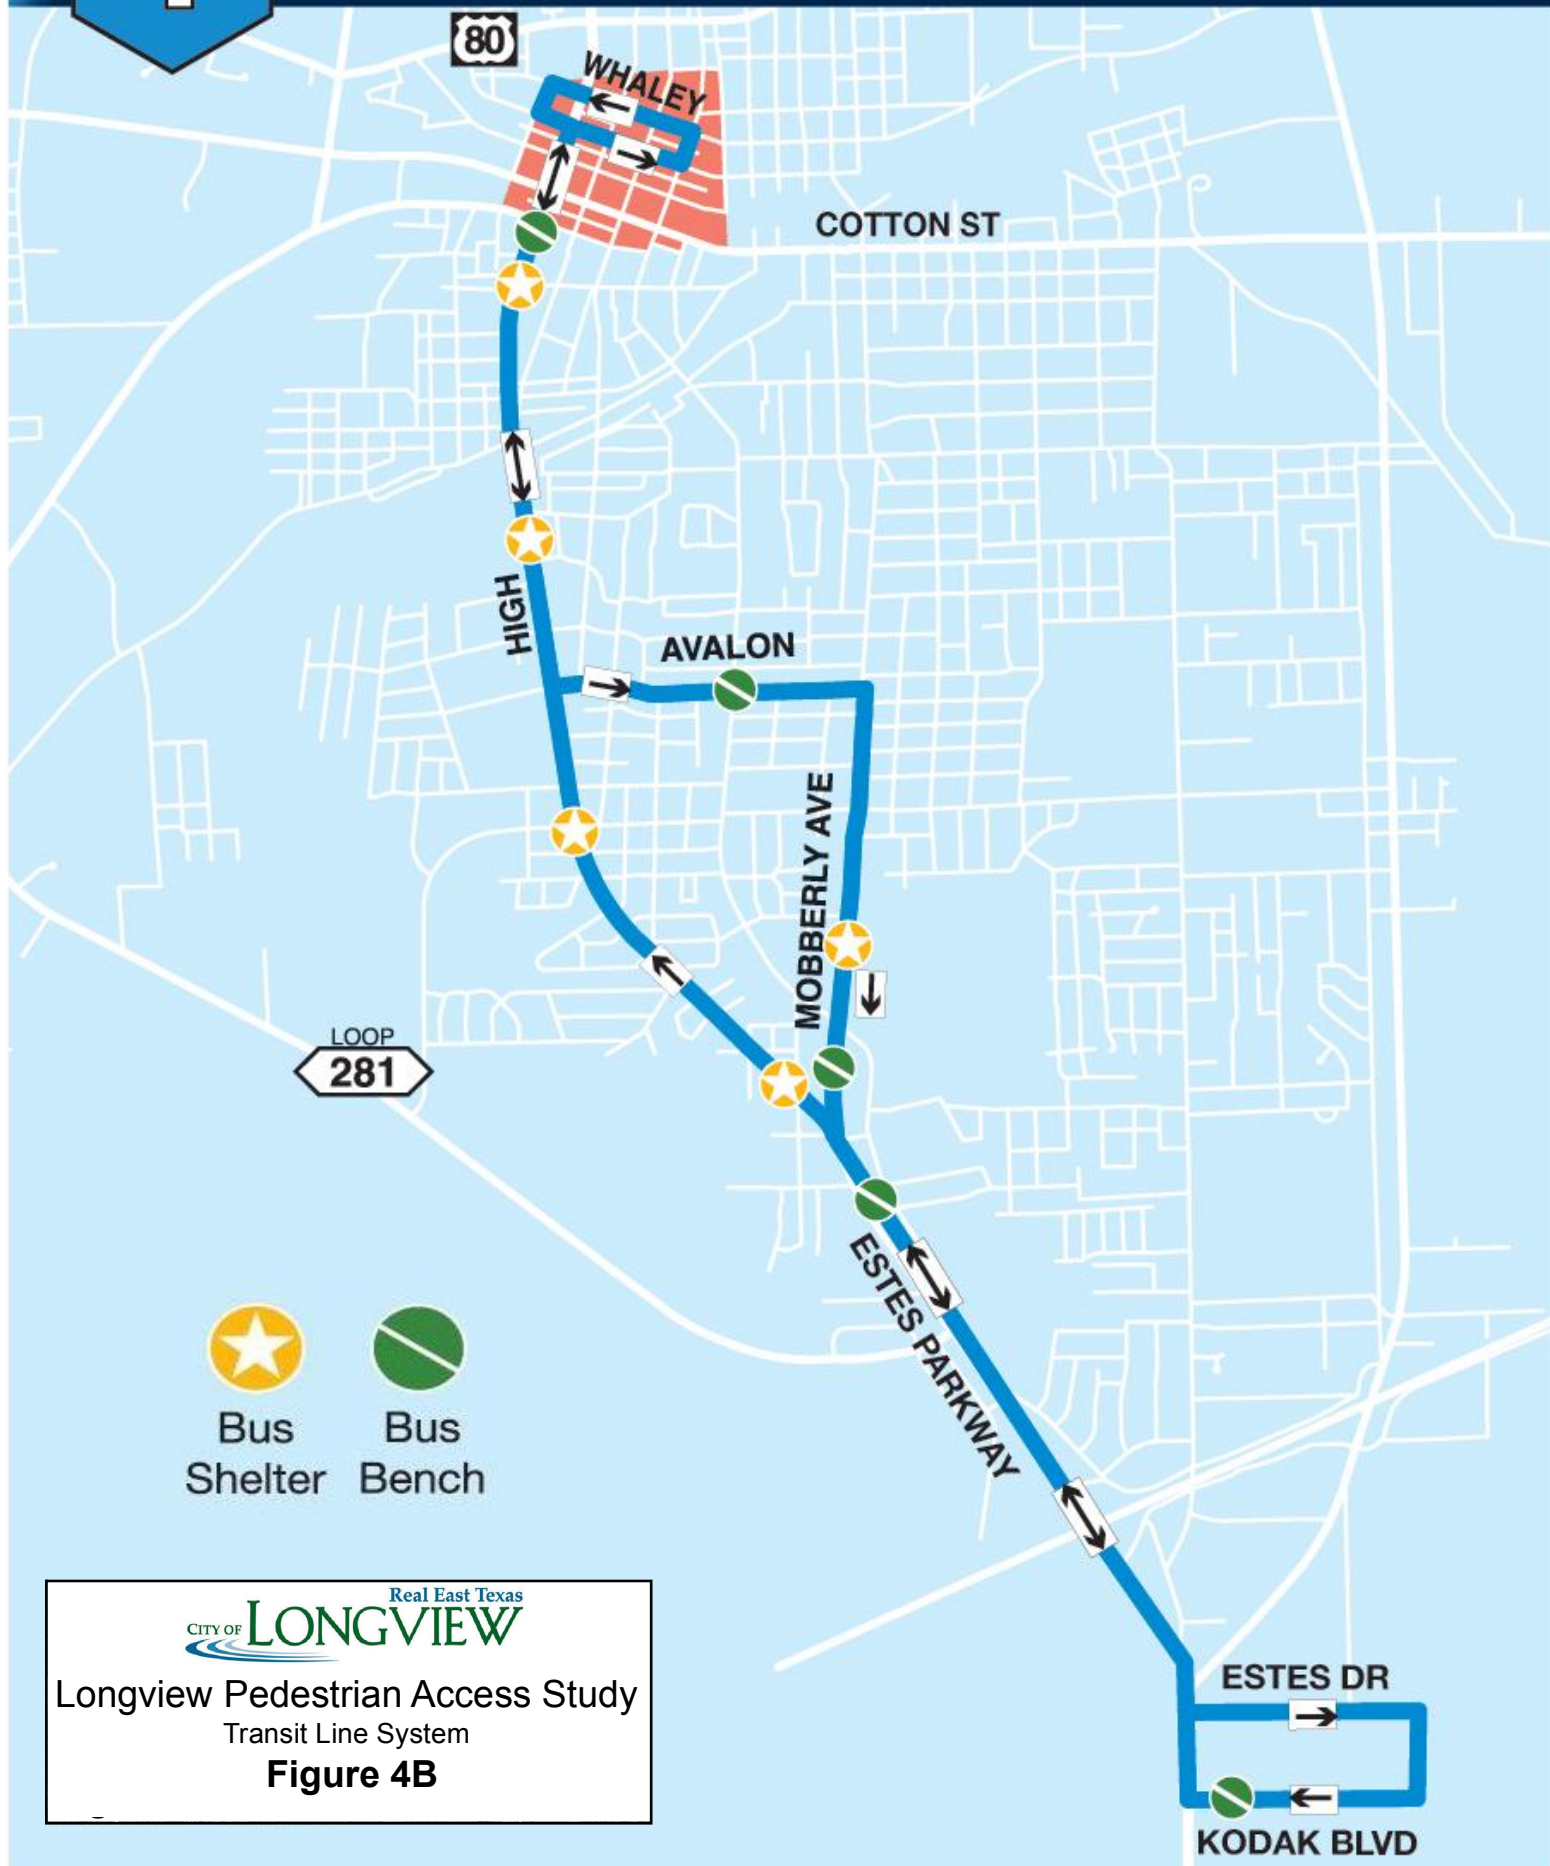 80
WHALEY
COTTON ST
HIGH
AVALON
MOBBERLY AVE
LOOP
281
ESTES PARKWAY
Bus
Shelter
Bus
Bench
Real East Texas
CITY OF LONGVIEW
Longview Pedestrian Access Study
Transit Line System
Figure 4B
ESTES DR
KODAK BLVD